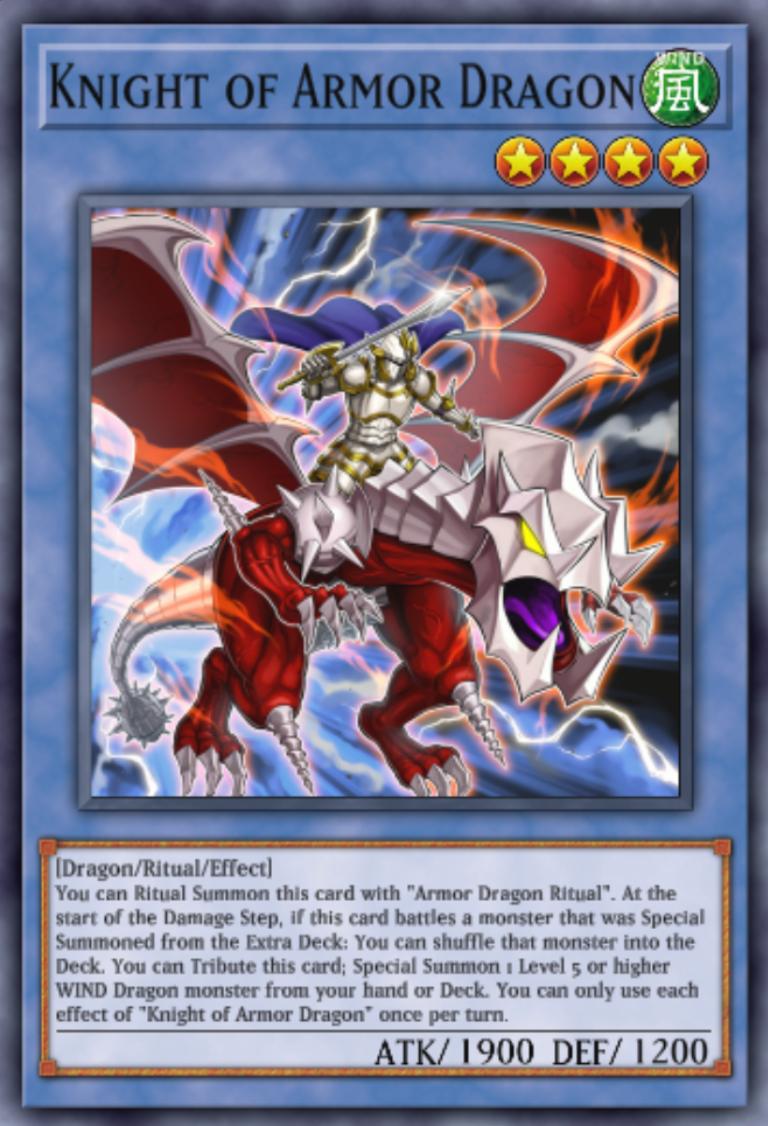 KNIGHT OF ARMOR DRAGON
WIND
風
[Dragon/Ritual/Effect]
You can Ritual Summon this card with "Armor Dragon Ritual". At the
start of the Damage Step, if this card battles a monster that was Special
Summoned from the Extra Deck: You can shuffle that monster into the
Deck. You can Tribute this card; Special Summon 1 Level 5 or higher
WIND Dragon monster from your hand or Deck. You can only use each
effect of "Knight of Armor Dragon" once per turn.
ATK/ 1900 DEF/ 1200